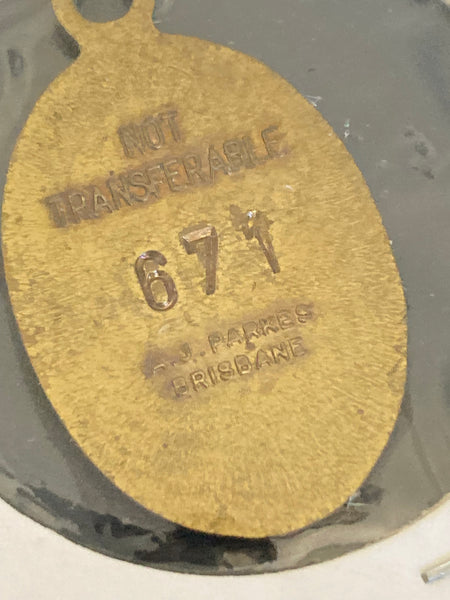 NOT
TRANSFERABLE
671
A.J. PARKES
BRISBANE